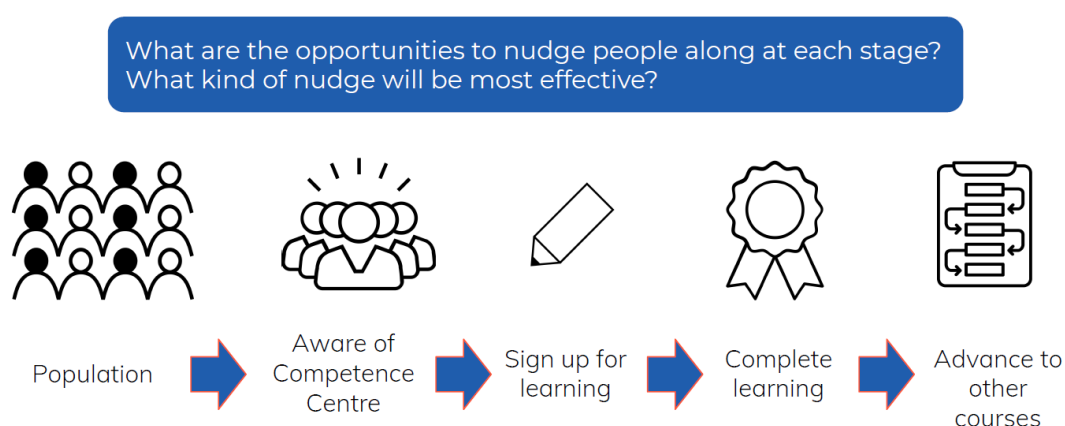 What are the opportunities to nudge people along at each stage?
What kind of nudge will be most effective?
Population
Aware of
Competence
Centre
Sign up for
learning
Complete
learning
Advance to
other
courses